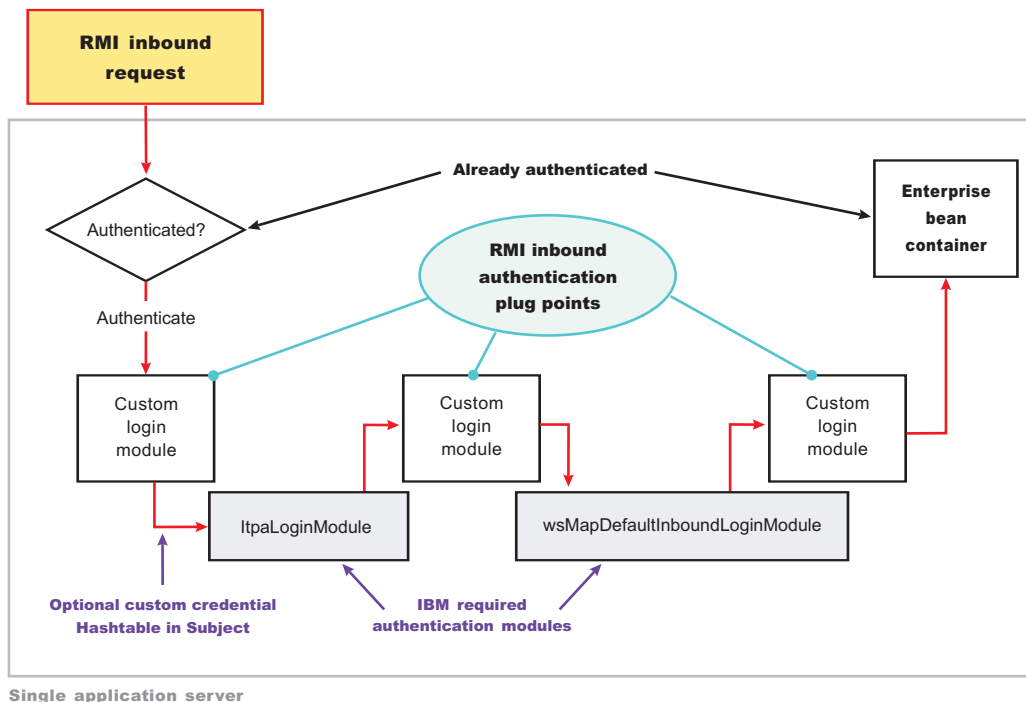 RMI inbound
request
Already authenticated
Enterprise
bean
container
Authenticated?
RMI inbound
authentication
plug points
Authenticate
Custom
login
module
Custom
login
module
Custom
login
module
ltpaLoginModule
wsMapDefaultInboundLoginModule
Optional custom credential
Hashtable in Subject
IBM required
authentication modules
Single application server